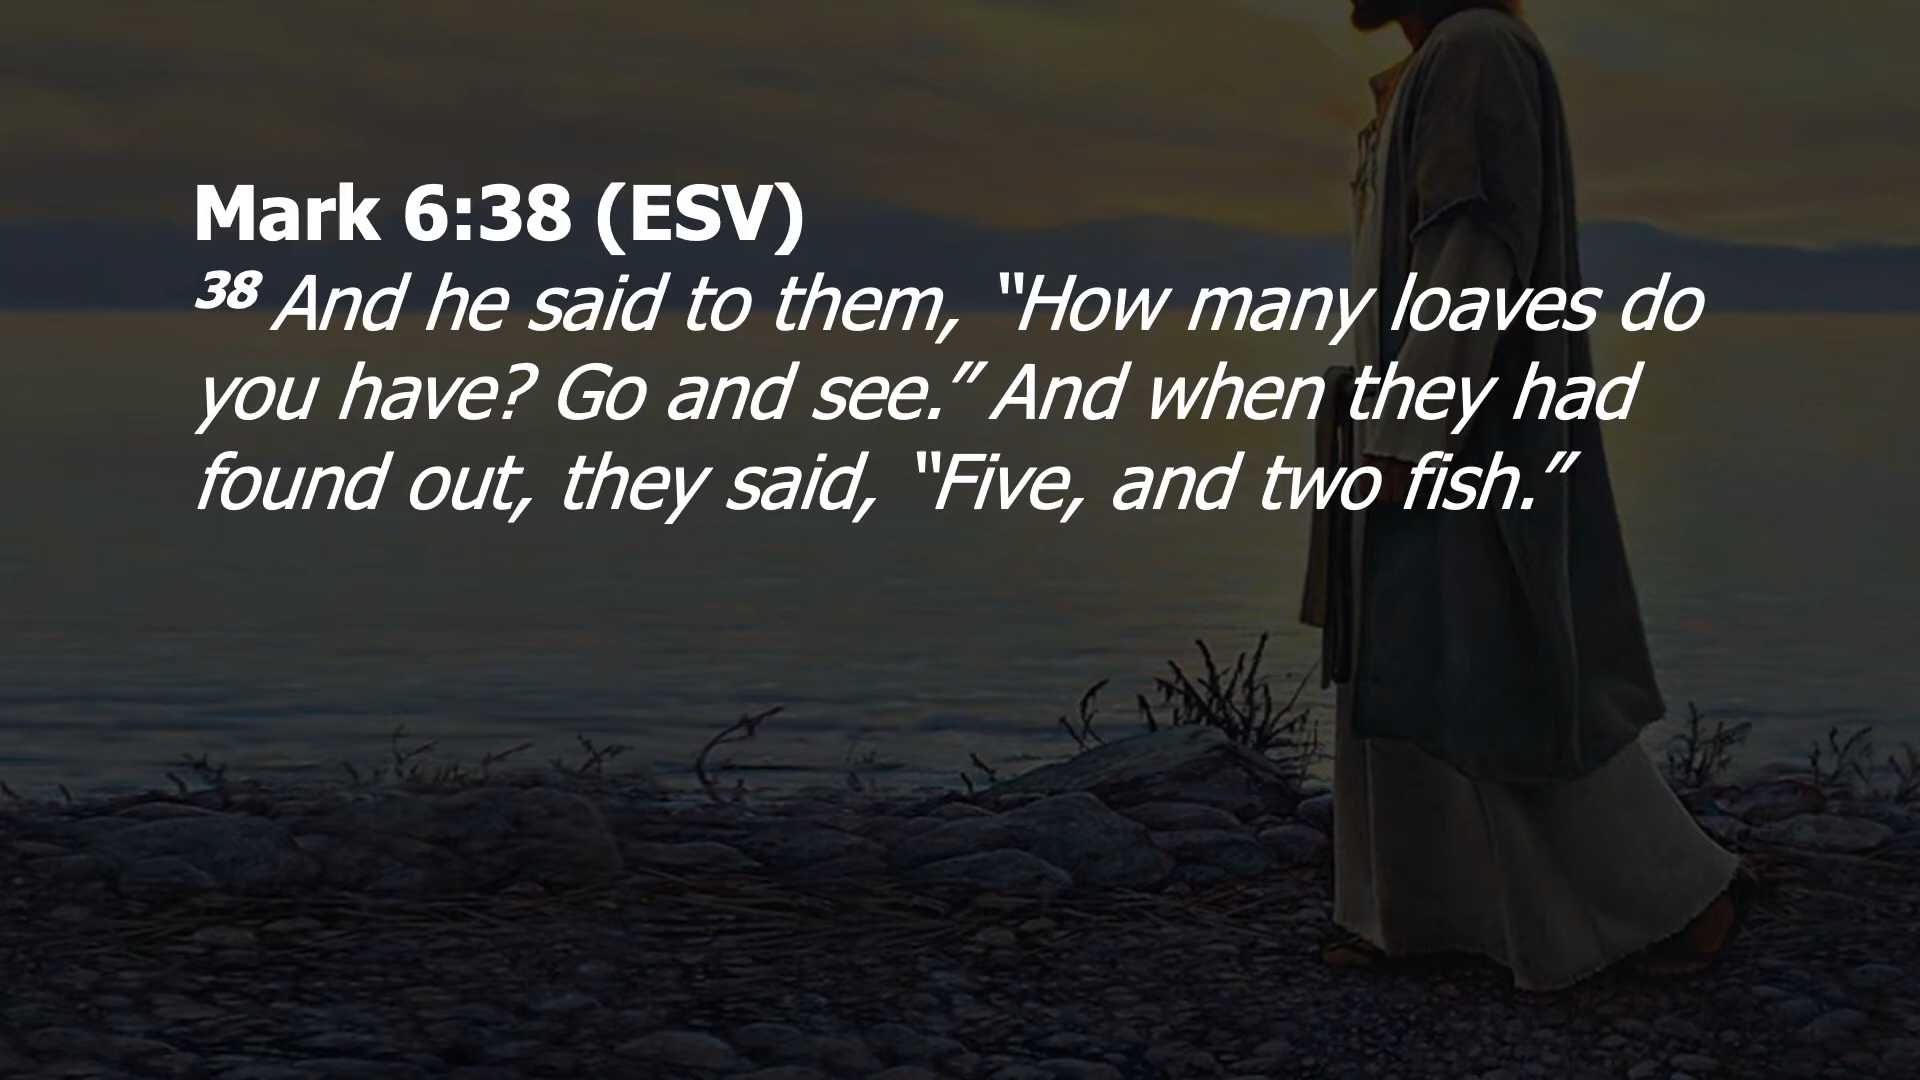 Mark 6:38 (ESV)
38 And he said to them, “How many loaves do
you have? Go and see.” And when they had
found out, they said, “Five, and two fish.”